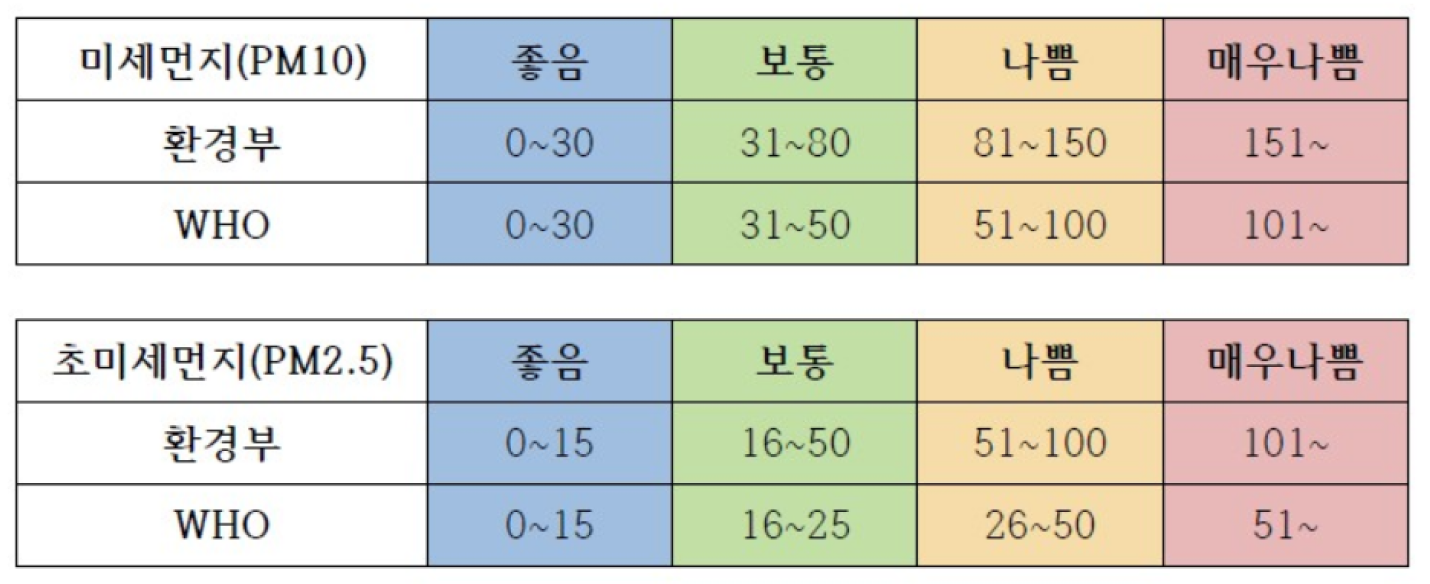 미세먼지(PM10) 좋음 보통 나쁨 매우나쁨
환경부 0~30 31~80 81~150 151~
WHO 0~30 31~50 51~100 101~
초미세먼지(PM2.5) 좋음 보통 나쁨 매우나쁨
환경부 0~15 16~50 51~100 101~
WHO 0~15 16~25 26~50 51~